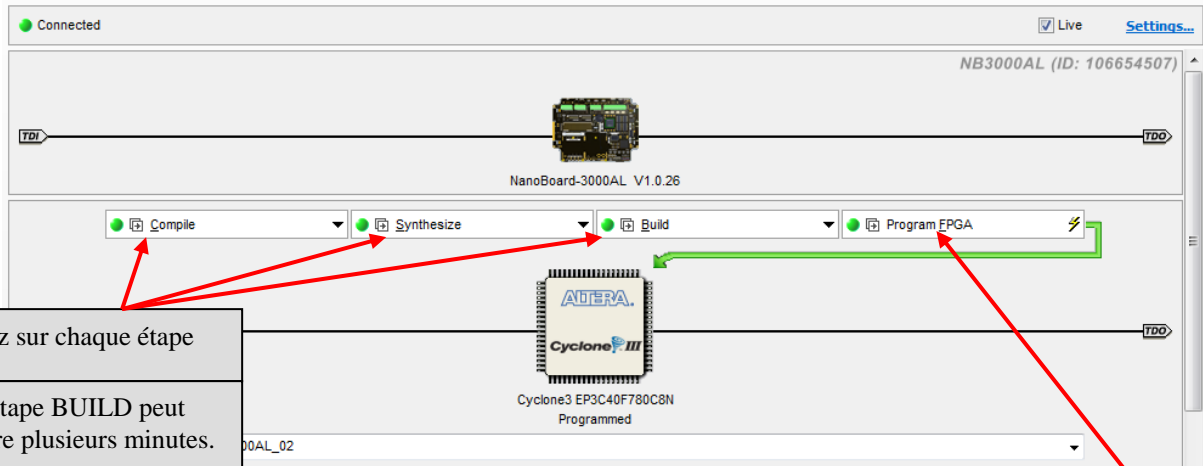 Connected
Live
Settings...
NB3000AL (ID: 106654507)
TDI
TDO
NanoBoard-3000AL V1.0.26
Compile
Synthesize
Build
Program FPGA
ALTERA.
Cyclone III
z sur chaque étape
TDO
tape BUILD peut
re plusieurs minutes.
Cyclone3 EP3C40F780C8N
Programmed
0AL_02